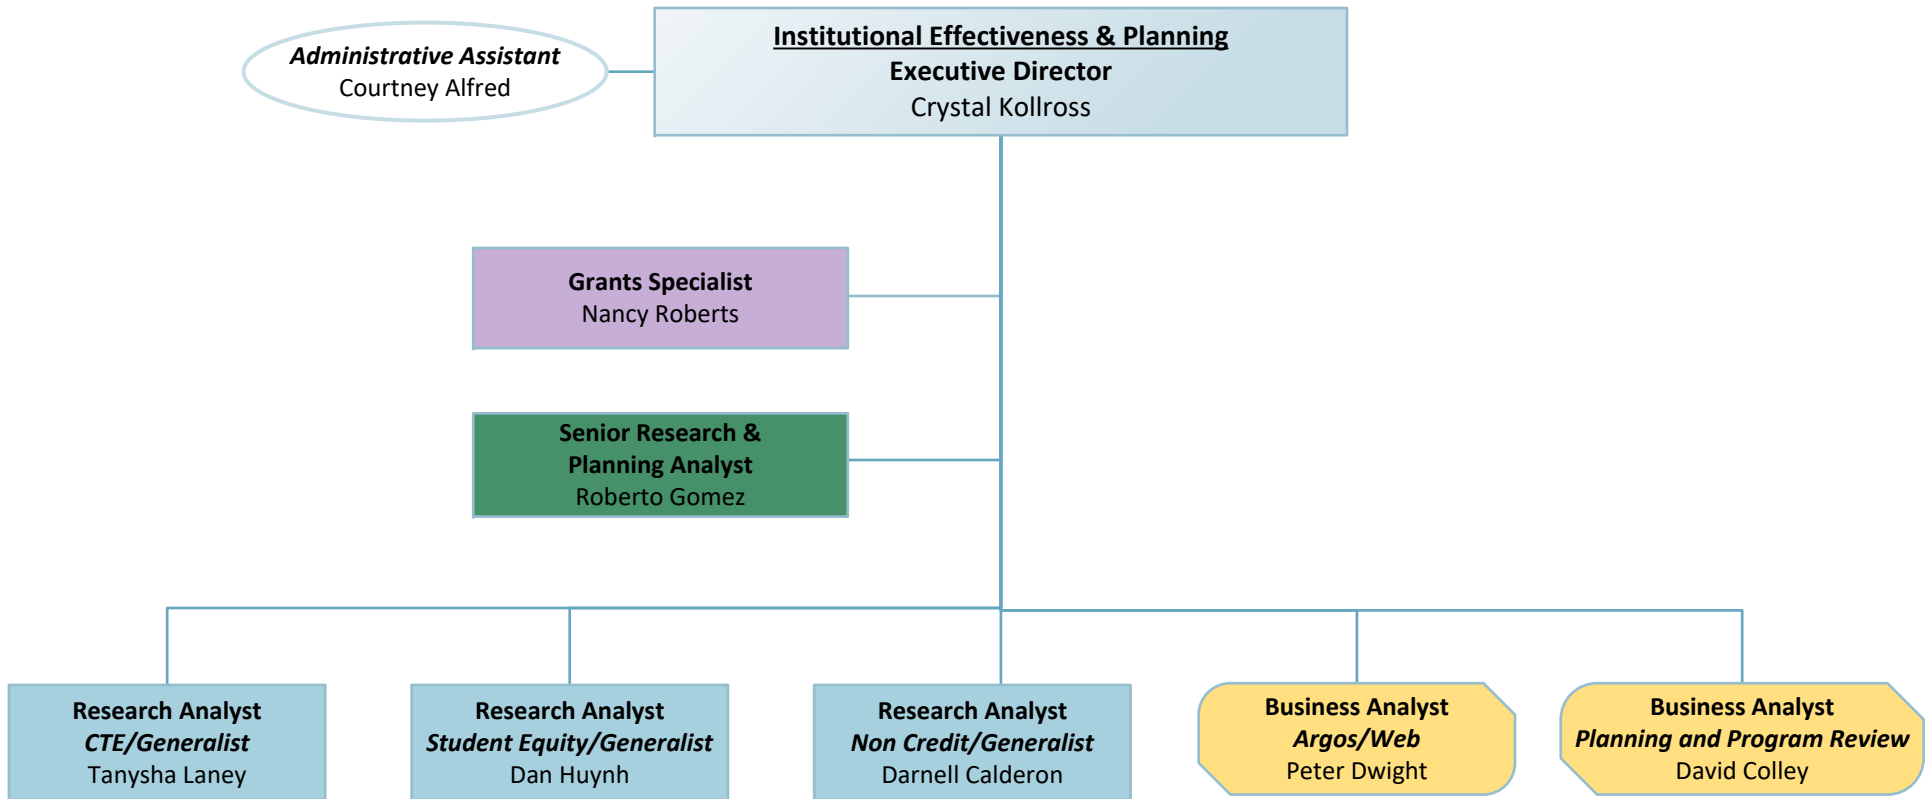 Administrative Assistant
Courtney Alfred
Institutional Effectiveness & Planning
Executive Director
Crystal Kollross
Grants Specialist
Nancy Roberts
Senior Research &
Planning Analyst
Roberto Gomez
Research Analyst
CTE/Generalist
Tanysha Laney
Research Analyst
Student Equity/Generalist
Dan Huynh
Research Analyst
Non Credit/Generalist
Darnell Calderon
Business Analyst
Argos/Web
Peter Dwight
Business Analyst
Planning and Program Review
David Colley